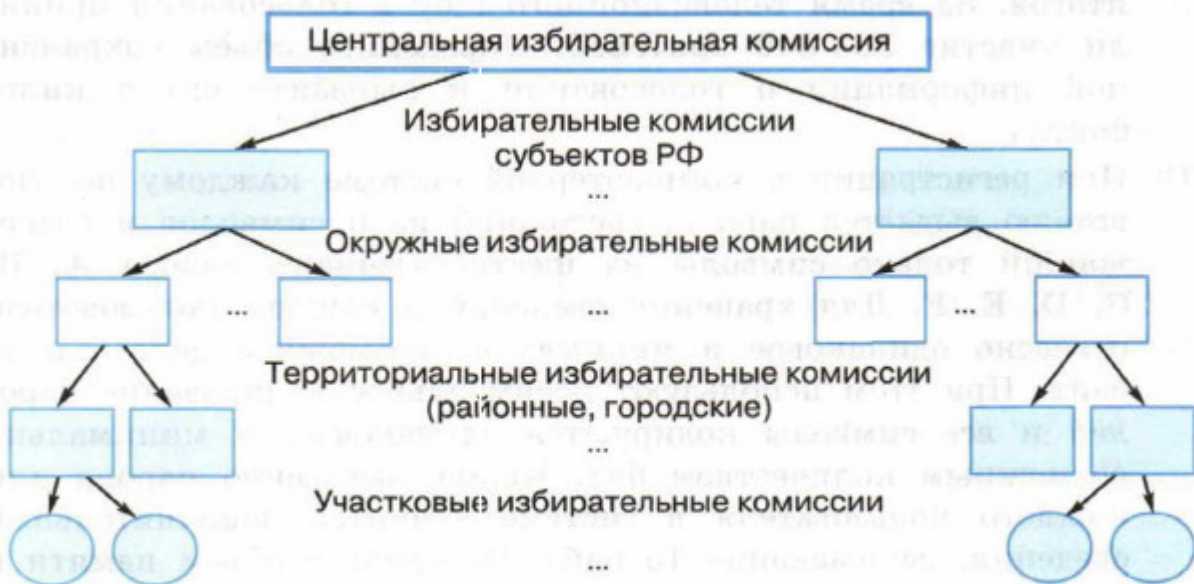 Центральная избирательная комиссия
Избирательные комиссии
субъектов РФ
...
Окружные избирательные комиссии
... ... ...
Территориальные избирательные комиссии
(районные, городские)
...
Участковые избирательные комиссии
...